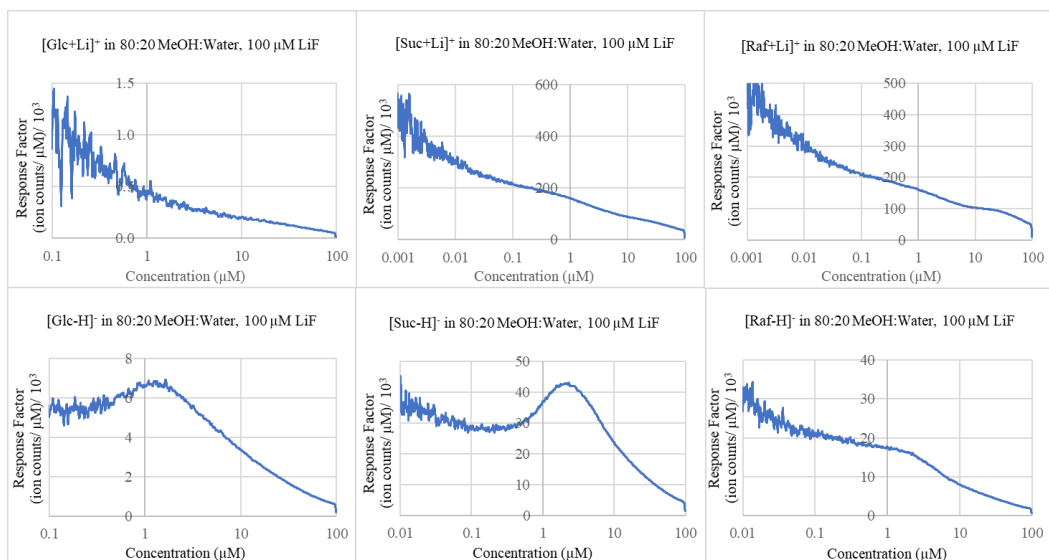 [Glc+Li]⁺ in 80:20 MeOH:Water, 100 µM LiF
Response Factor
(ion counts/ µM)/ 10³
1.5
1.0
0.5
0.0
0.1
1
10
100
Concentration (µM)
[Suc+Li]⁺ in 80:20 MeOH:Water, 100 µM LiF
Response Factor
(ion counts/ µM)/ 10³
600
400
200
0
0.001
0.01
0.1
1
10
100
Concentration (µM)
[Raf+Li]⁺ in 80:20 MeOH:Water, 100 µM LiF
Response Factor
(ion counts/ µM)/ 10³
500
400
300
200
100
0
0.001
0.01
0.1
1
10
100
Concentration (µM)
[Glc-H]⁻ in 80:20 MeOH:Water, 100 µM LiF
Response Factor
(ion counts/ µM)/ 10³
8
6
4
2
0
0.1
1
10
100
Concentration (µM)
[Suc-H]⁻ in 80:20 MeOH:Water, 100 µM LiF
Response Factor
(ion counts/ µM)/ 10³
50
40
30
20
10
0
0.01
0.1
1
10
100
Concentration (µM)
[Raf-H]⁻ in 80:20 MeOH:Water, 100 µM LiF
Response Factor
(ion counts/ µM)/ 10³
40
30
20
10
0
0.01
0.1
1
10
100
Concentration (µM)